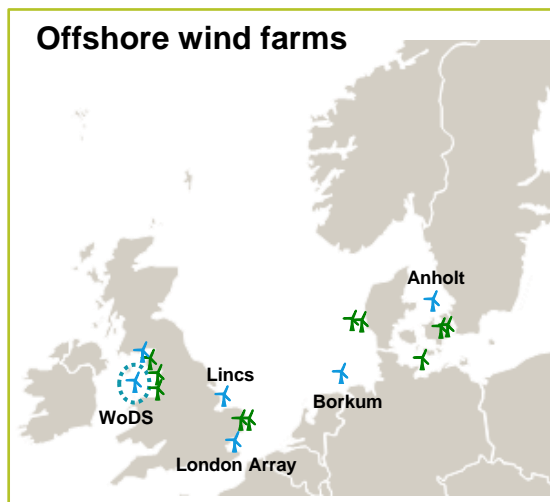 Offshore wind farms
Anholt
Lincs
Borkum
WoDS
London Array